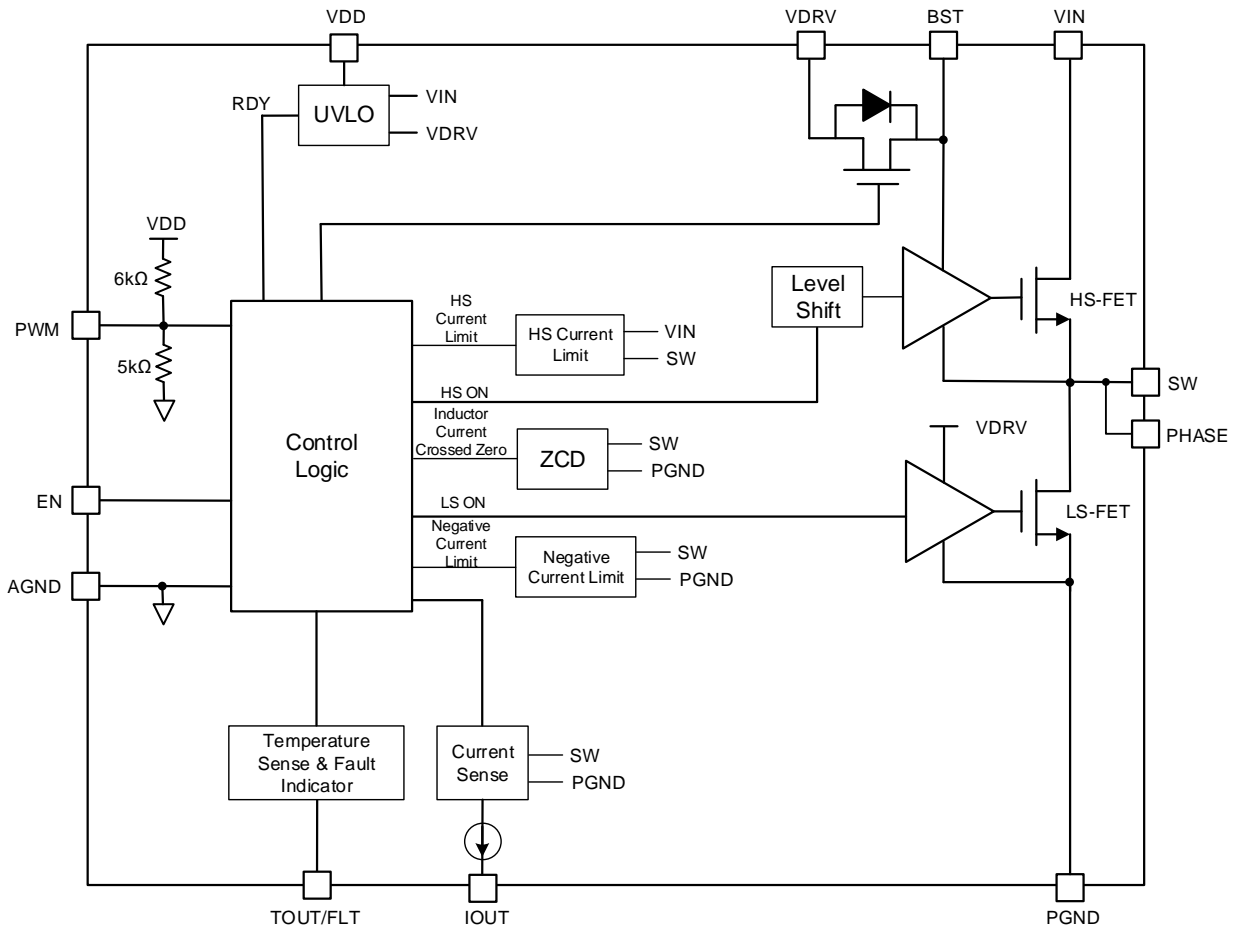 VDD
VDRV
BST
VIN
RDY
UVLO
VIN
VDRV
VDD
6kΩ
PWM
5kΩ
EN
AGND
Control
Logic
HS
Current
Limit
HS Current
Limit
VIN
SW
HS ON
Inductor
Current
Crossed Zero
ZCD
SW
PGND
LS ON
Negative
Current
Limit
Negative
Current Limit
SW
PGND
Level
Shift
HS-FET
SW
PHASE
VDRV
LS-FET
Temperature
Sense & Fault
Indicator
Current
Sense
SW
PGND
TOUT/FLT
IOUT
PGND